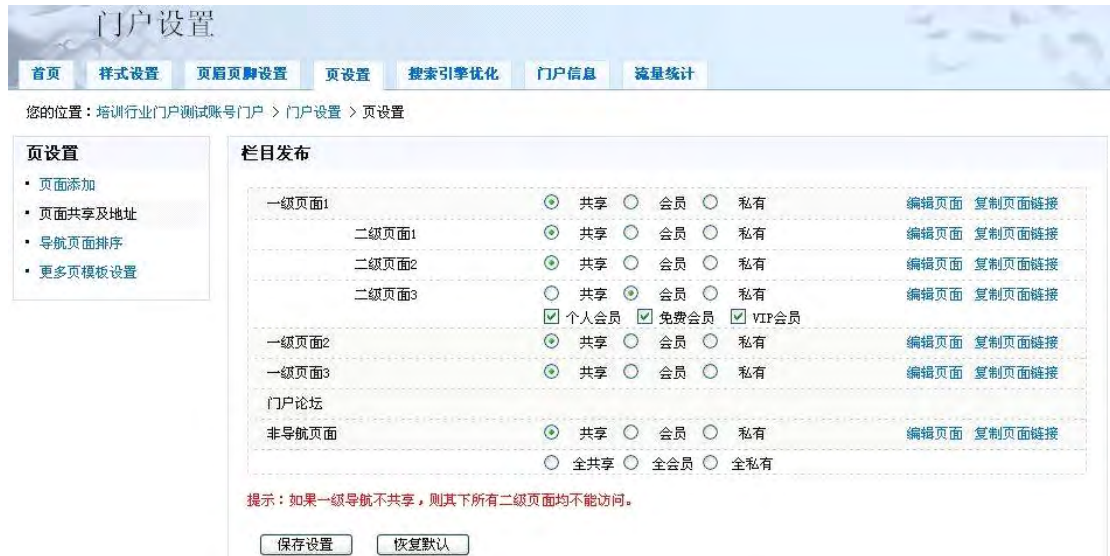 门户设置
首页 样式设置 页眉页脚设置 页设置 搜索引擎优化 门户信息 流量统计
您的位置：培训行业门户测试账号门户 > 门户设置 > 页设置
页设置
页面添加
页面共享及地址
导航页面排序
更多页模板设置
栏目发布
一级页面1 共享 会员 私有 编辑页面 复制页面链接
二级页面1 共享 会员 私有 编辑页面 复制页面链接
二级页面2 共享 会员 私有 编辑页面 复制页面链接
二级页面3 共享 会员 私有 编辑页面 复制页面链接
个人会员 免费会员 VIP会员
一级页面2 共享 会员 私有 编辑页面 复制页面链接
一级页面3 共享 会员 私有 编辑页面 复制页面链接
门户论坛
非导航页面 共享 会员 私有 编辑页面 复制页面链接
全共享 全会员 全私有
提示：如果一级导航不共享，则其下所有二级页面均不能访问。
保存设置 恢复默认